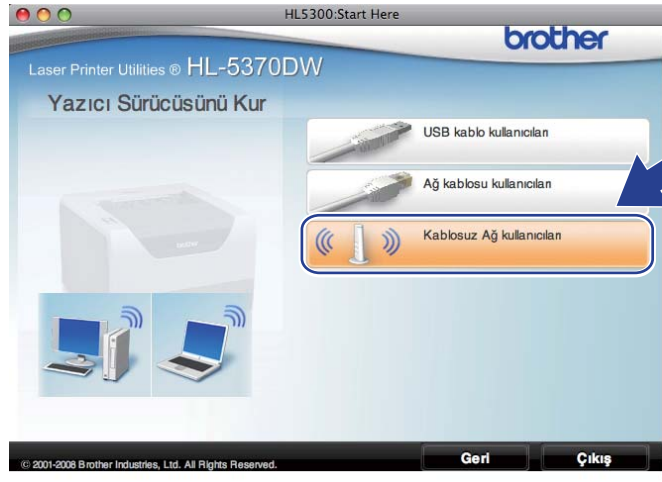 HL5300:Start Here
brother
Laser Printer Utilities ® HL-5370DW
Yazıcı Sürücüsünü Kur
USB kablo kullanıcıları
Ağ kablosu kullanıcıları
Kablosuz Ağ kullanıcıları
© 2001-2008 Brother Industries, Ltd. All Rights Reserved.
Geri
Çıkış